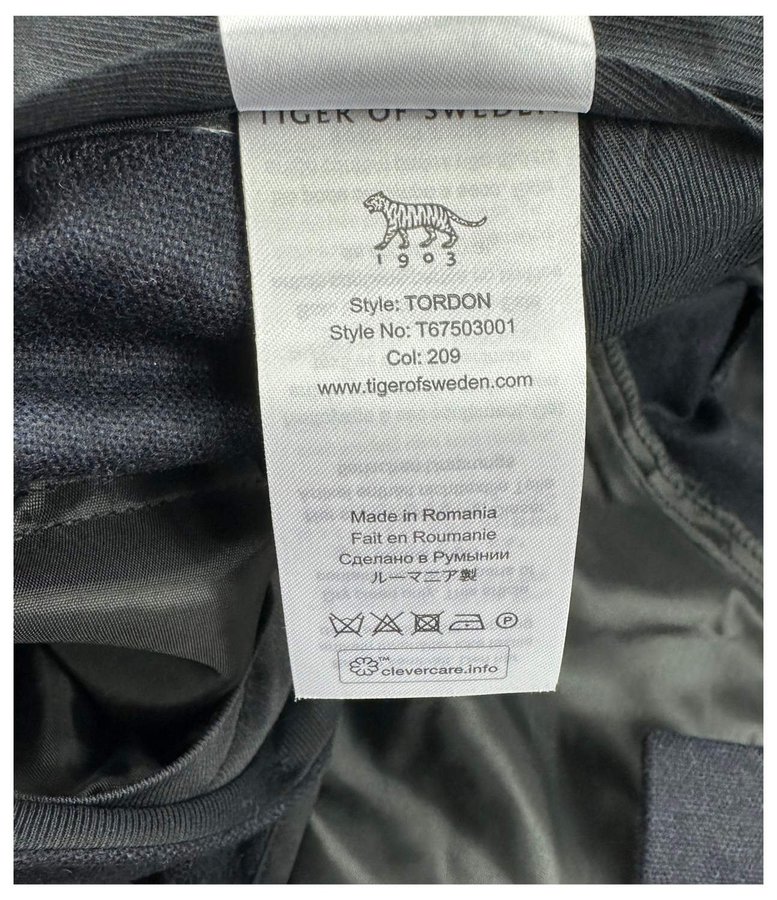 TIGER OF SWEDEN
1903
Style: TORDON
Style No: T67503001
Col: 209
www.tigerofsweden.com
Made in Romania
Fait en Roumanie
Сделано в Румынии
ルーマニア製
P
™ clevercare.info